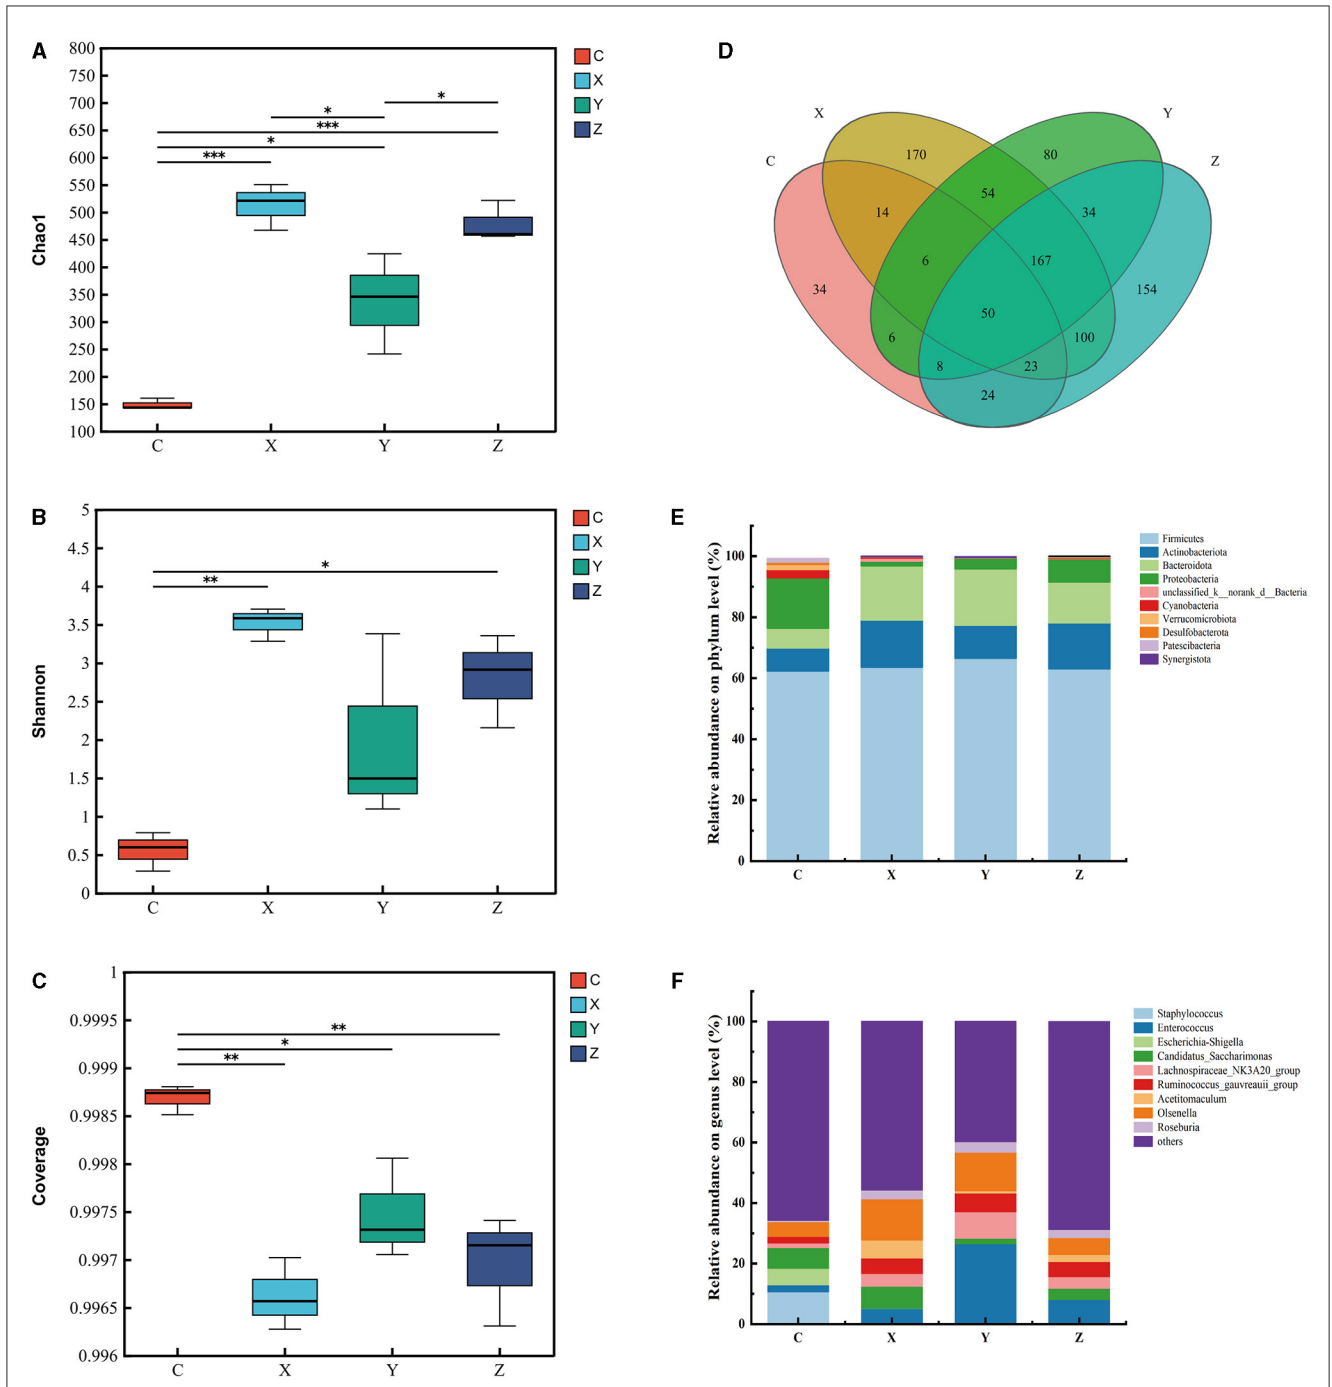 A
Chao1
800
750
700
650
600
550
500
450
400
350
300
250
200
150
100
C
X
Y
Z
*
*
***
*
***
C
X
Y
Z
B
Shannon
5
4.5
4
3.5
3
2.5
2
1.5
1
0.5
0
C
X
Y
Z
*
**
C
X
Y
Z
C
Coverage
1
0.9995
0.999
0.9985
0.998
0.9975
0.997
0.9965
0.996
C
X
Y
Z
**
*
**
C
X
Y
Z
D
X
Y
C
Z
170
80
54
14
34
6
167
34
154
50
6
100
8
23
24
E
Relative abundance on phylum level (%)
100
80
60
40
20
0
C
X
Y
Z
Firmicutes
Actinobacteriota
Bacteroidota
Proteobacteria
unclassified_k__norank_d__Bacteria
Cyanobacteria
Verrucomicrobiota
Desulfobacterota
Patescibacteria
Synergistota
F
Relative abundance on genus level (%)
100
80
60
40
20
0
C
X
Y
Z
Staphylococcus
Enterococcus
Escherichia-Shigella
Candidatus_Saccharimonas
Lachnospiraceae_NK3A20_group
Ruminococcus_gauvreauii_group
Acetitomaculum
Olsenella
Roseburia
others